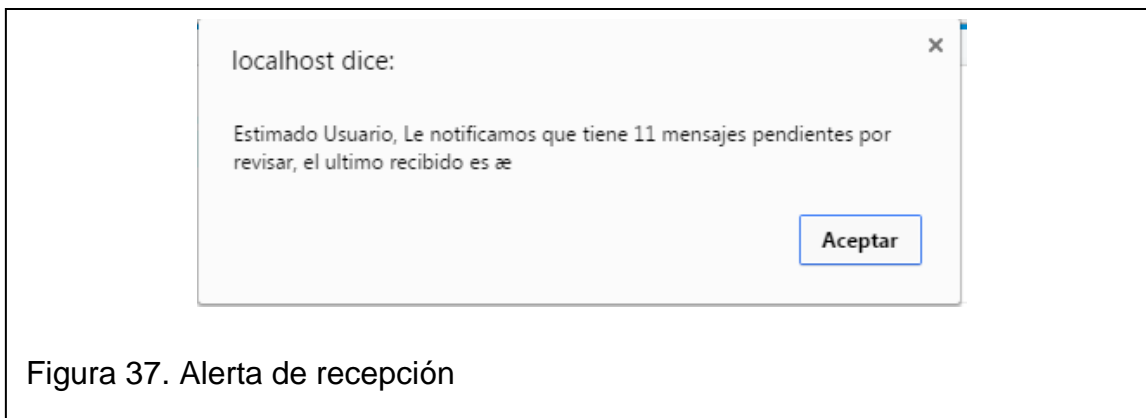 localhost dice:
Estimado Usuario, Le notificamos que tiene 11 mensajes pendientes por
revisar, el ultimo recibido es æ
Aceptar
Figura 37. Alerta de recepción